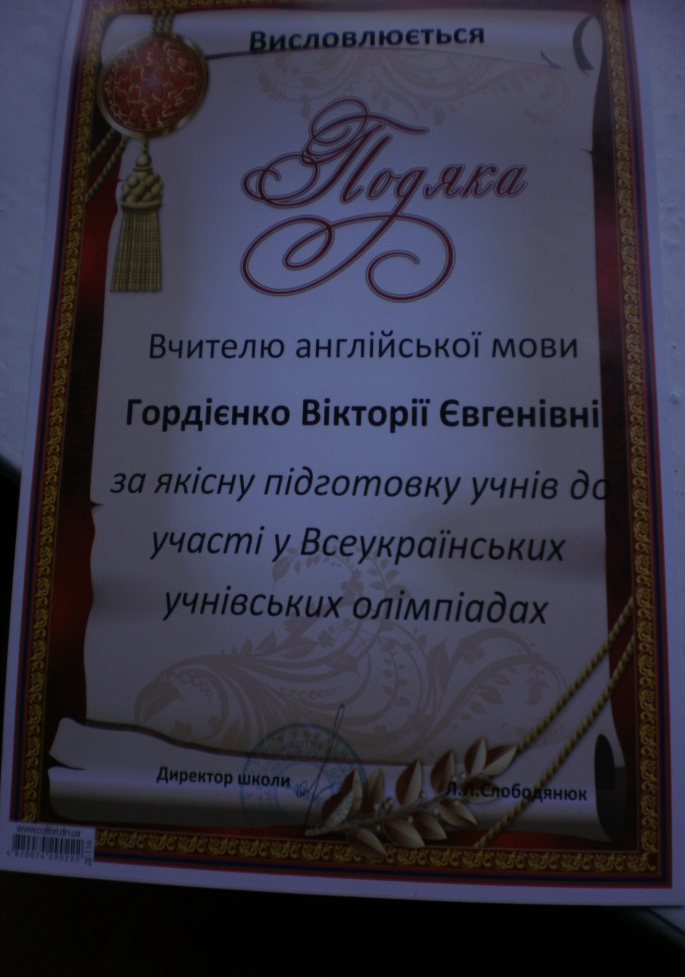 Висловлюється
Подяка
Вчителю англійської мови
Гордієнко Вікторії Євгенівні
за якісну підготовку учнів до
участі у Всеукраїнських
учнівських олімпіадах
Директор школи
Л.Л.Слободянюк
www.colibri.dn.ua